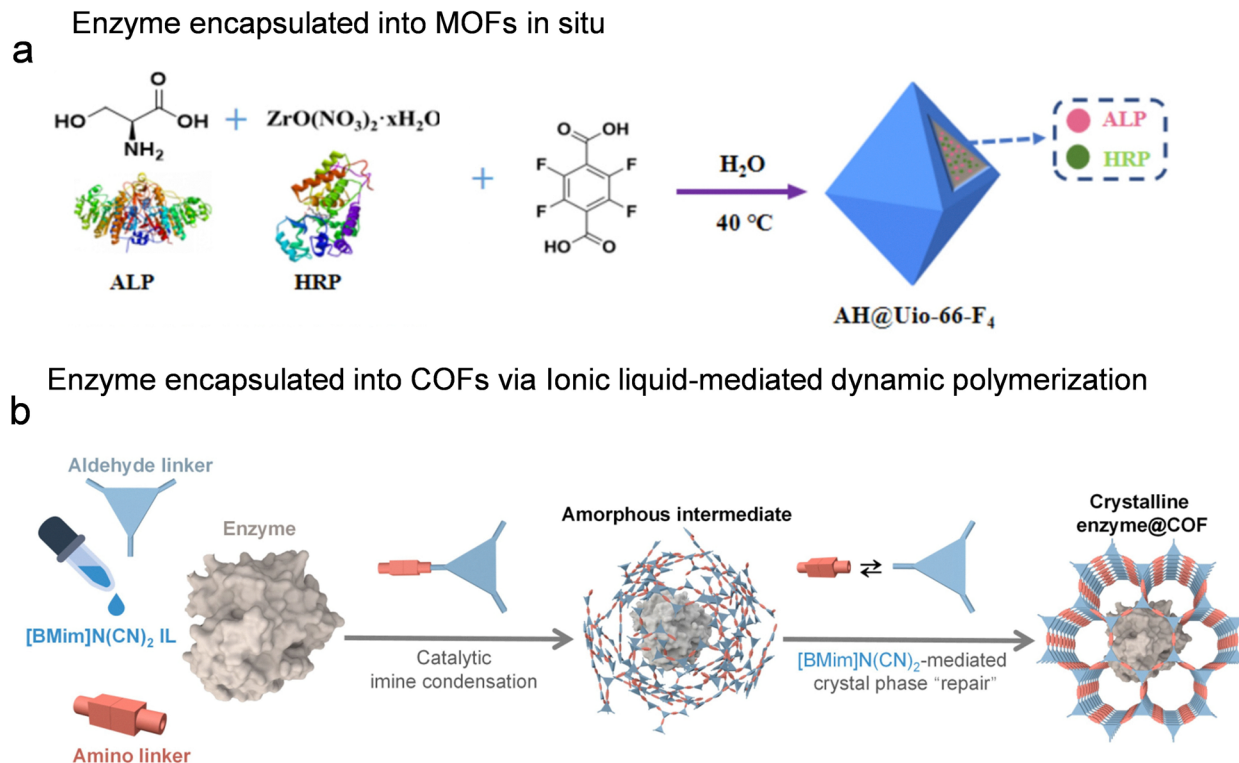 Enzyme encapsulated into MOFs in situ
a
HO
O
OH
NH₂
+
ZrO(NO₃)₂·xH₂O
ALP
HRP
+
O
OH
F
F
F
F
HO
O
H₂O
40 °C
ALP
HRP
AH@Uio-66-F₄
Enzyme encapsulated into COFs via Ionic liquid-mediated dynamic polymerization
b
Aldehyde linker
Enzyme
[BMim]N(CN)₂ IL
Amino linker
Catalytic
imine condensation
Amorphous intermediate
[BMim]N(CN)₂-mediated
crystal phase “repair”
Crystalline
enzyme@COF